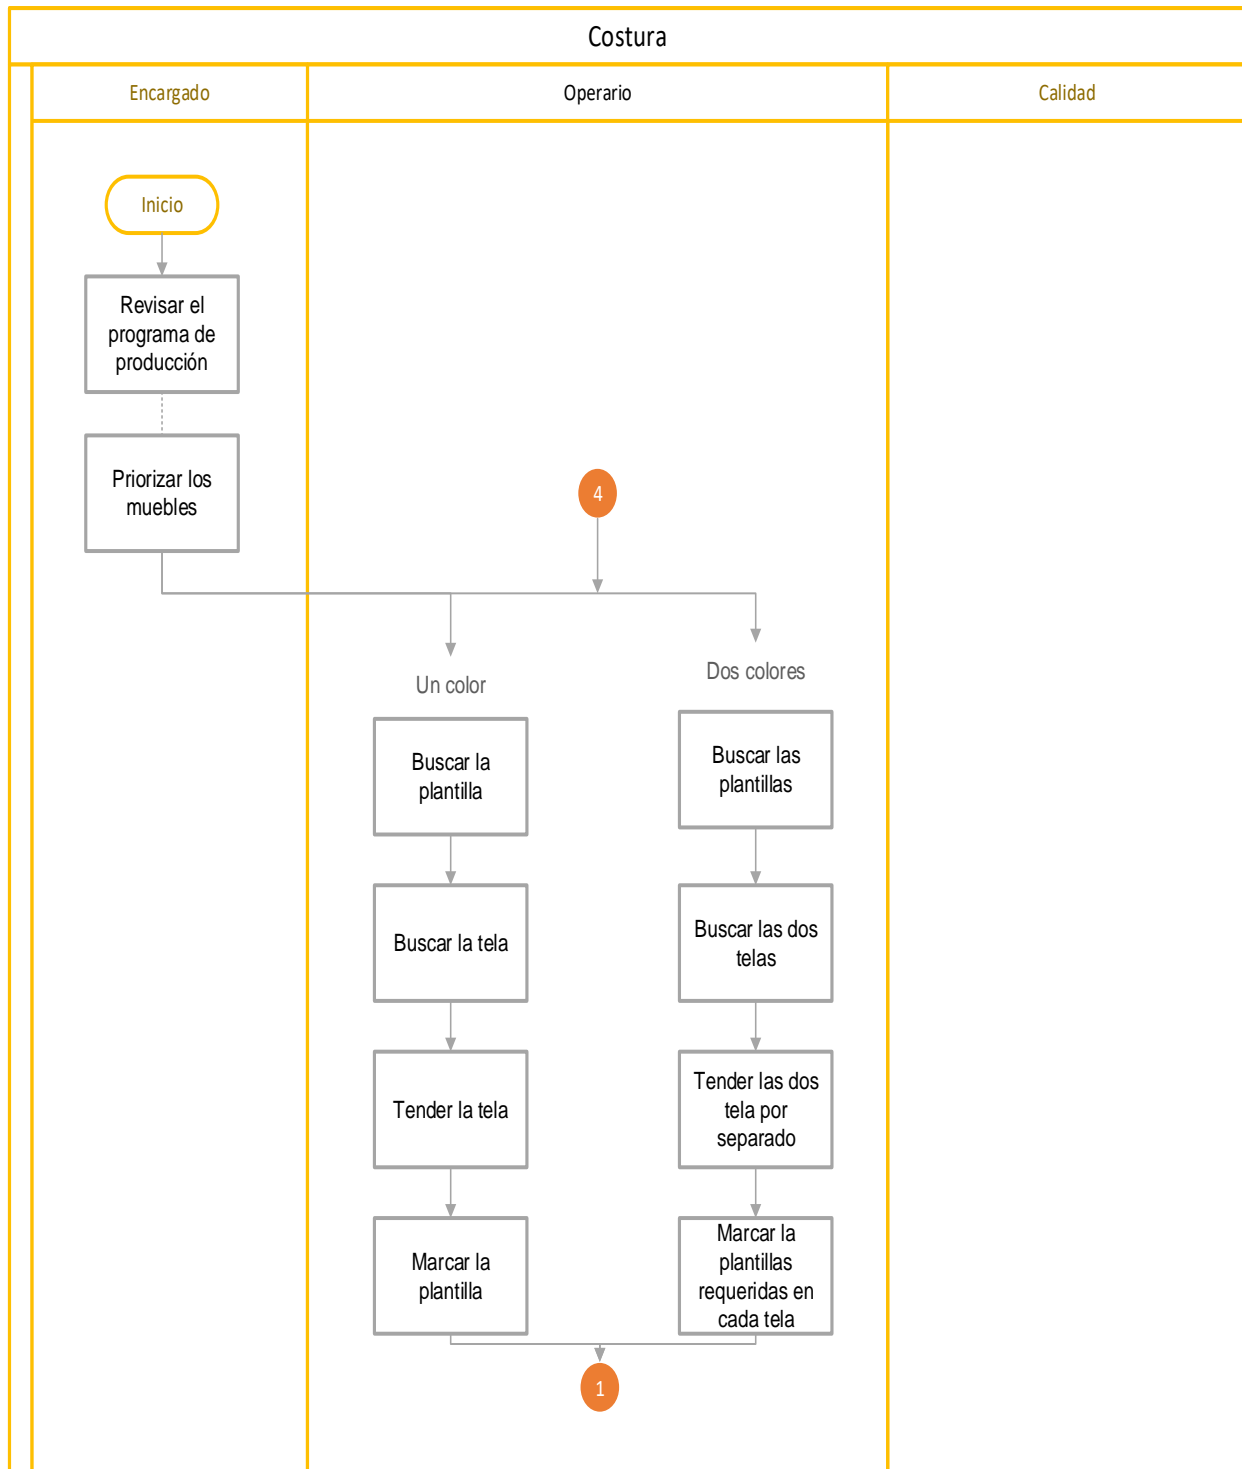 Costura
Encargado
Operario
Calidad
Inicio
Revisar el
programa de
producción
Priorizar los
muebles
4
Un color
Dos colores
Buscar la
plantilla
Buscar las
plantillas
Buscar la tela
Buscar las dos
telas
Tender la tela
Tender las dos
tela por
separado
Marcar la
plantilla
Marcar la
plantillas
requeridas en
cada tela
1